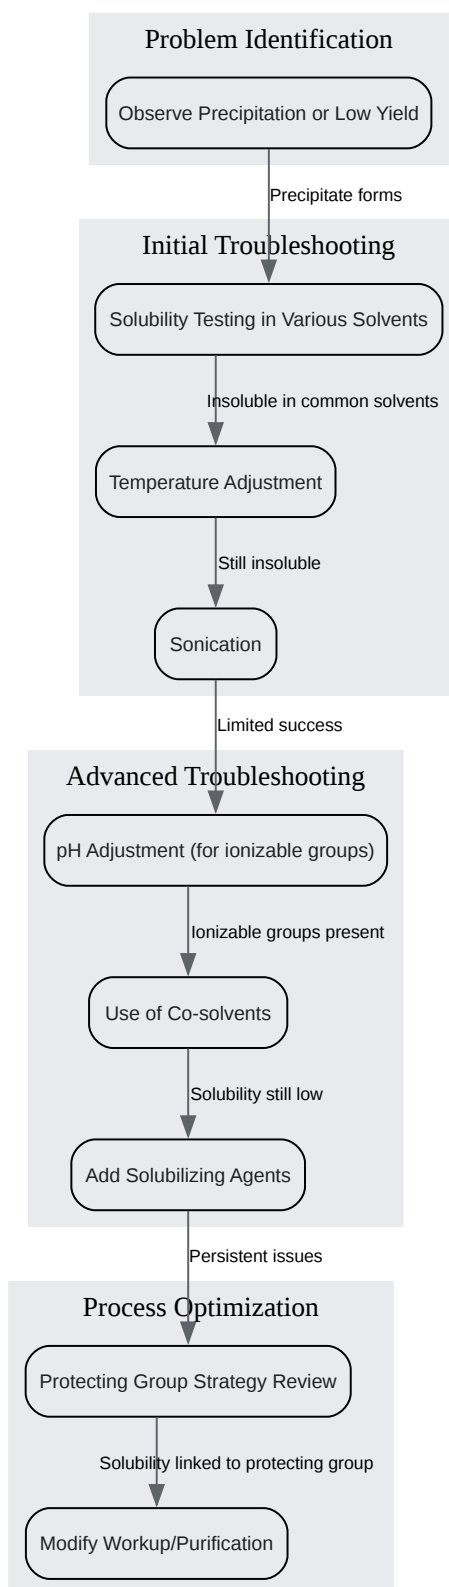 Problem Identification
Observe Precipitation or Low Yield
Precipitate forms
Initial Troubleshooting
Solubility Testing in Various Solvents
Insoluble in common solvents
Temperature Adjustment
Still insoluble
Sonication
Limited success
Advanced Troubleshooting
pH Adjustment (for ionizable groups)
Ionizable groups present
Use of Co-solvents
Solubility still low
Add Solubilizing Agents
Persistent issues
Process Optimization
Protecting Group Strategy Review
Solubility linked to protecting group
Modify Workup/Purification